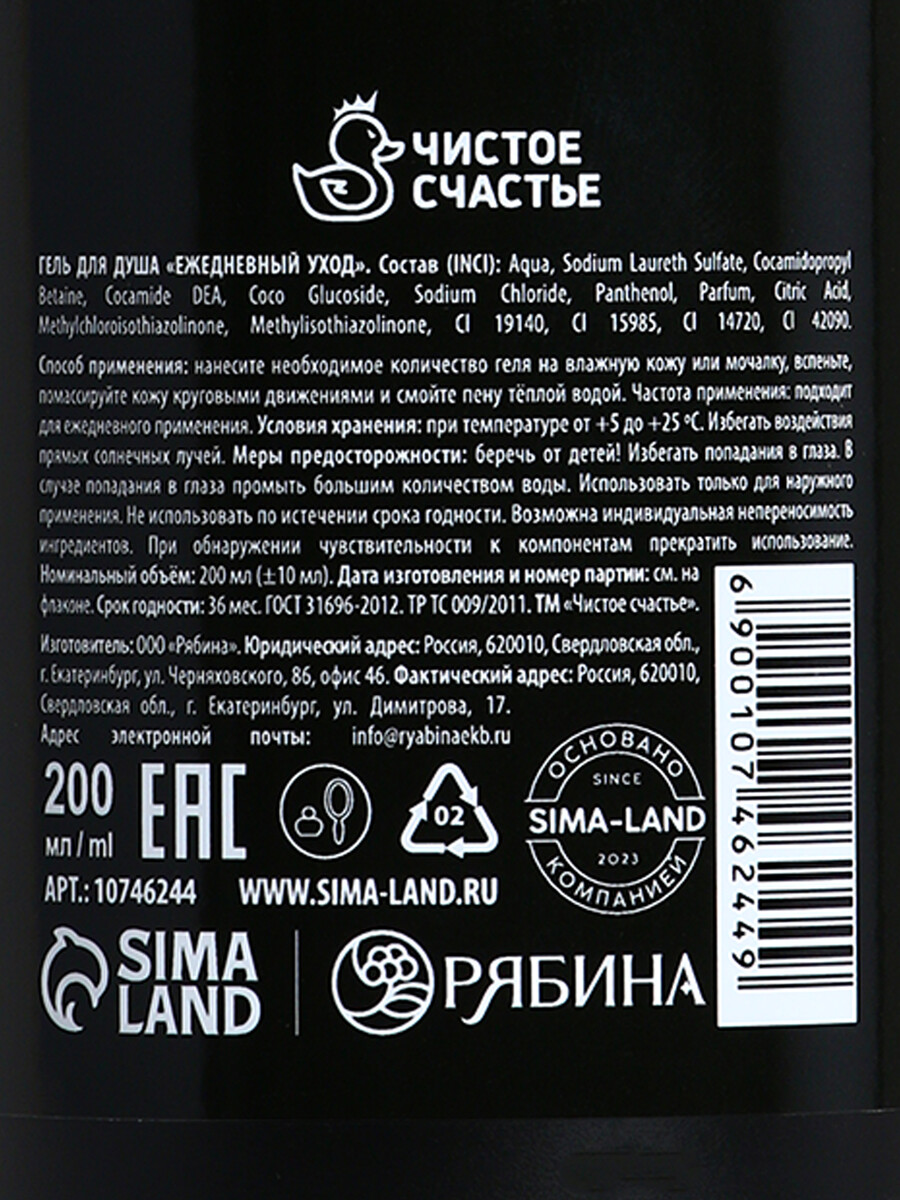 ЧИСТОЕ
СЧАСТЬЕ
ГЕЛЬ ДЛЯ ДУША «ЕЖЕДНЕВНЫЙ УХОД». Состав (INCI): Aqua, Sodium Laureth Sulfate, Cocamidopropyl
Betaine, Cocamide DEA, Coco Glucoside, Sodium Chloride, Panthenol, Parfum, Citric Acid,
Methylchloroisothiazolinone, Methylisothiazolinone, CI 19140, CI 15985, CI 14720, CI 42090.
Способ применения: нанесите необходимое количество геля на влажную кожу или мочалку, вспеньте,
помассируйте кожу круговыми движениями и смойте пену тёплой водой. Частота применения: подходит
для ежедневного применения. Условия хранения: при температуре от +5 до +25 ºС. Избегать воздействия
прямых солнечных лучей. Меры предосторожности: беречь от детей! Избегать попадания в глаза. В
случае попадания в глаза промыть большим количеством воды. Использовать только для наружного
применения. Не использовать по истечении срока годности. Возможна индивидуальная непереносимость
ингредиентов. При обнаружении чувствительности к компонентам прекратить использование.
Номинальный объём: 200 мл (±10 мл). Дата изготовления и номер партии: см. на
флаконе. Срок годности: 36 мес. ГОСТ 31696-2012. ТР ТС 009/2011. ТМ «Чистое счастье».
Изготовитель: ООО «Рябина». Юридический адрес: Россия, 620010, Свердловская обл.,
г. Екатеринбург, ул. Черняховского, 86, офис 46. Фактический адрес: Россия, 620010,
Свердловская обл., г. Екатеринбург, ул. Димитрова, 17.
Адрес электронной почты: info@ryabinaekb.ru
6 900107 462449
200
мл / ml
EAC
02
ОСНОВАНО
SINCE
SIMA-LAND
2023
КОМПАНИЕЙ
АРТ.: 10746244
WWW.SIMA-LAND.RU
SIMA
LAND
РЯБИНА